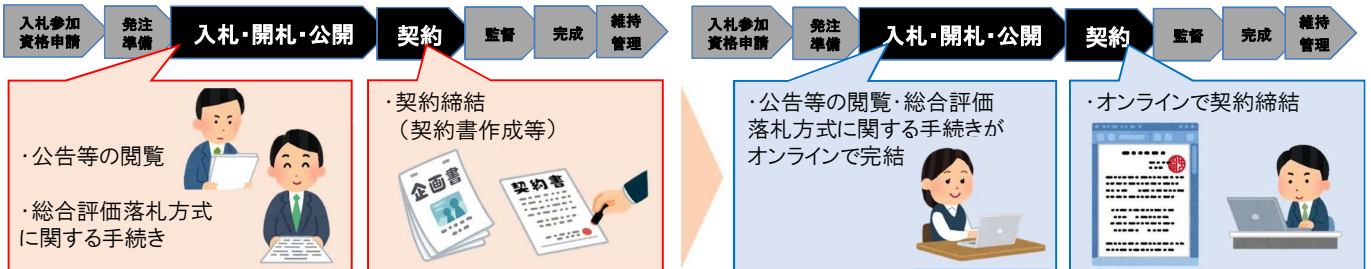 入札参加
資格申請
発注
準備
入札・開札・公開
契約
監督
完成
維持
管理
・公告等の閲覧
・総合評価落札方式
に関する手続き
・契約締結
（契約書作成等）
企画書
契約書
入札参加
資格申請
発注
準備
入札・開札・公開
契約
監督
完成
維持
管理
・公告等の閲覧・総合評価
落札方式に関する手続きが
オンラインで完結
・オンラインで契約締結